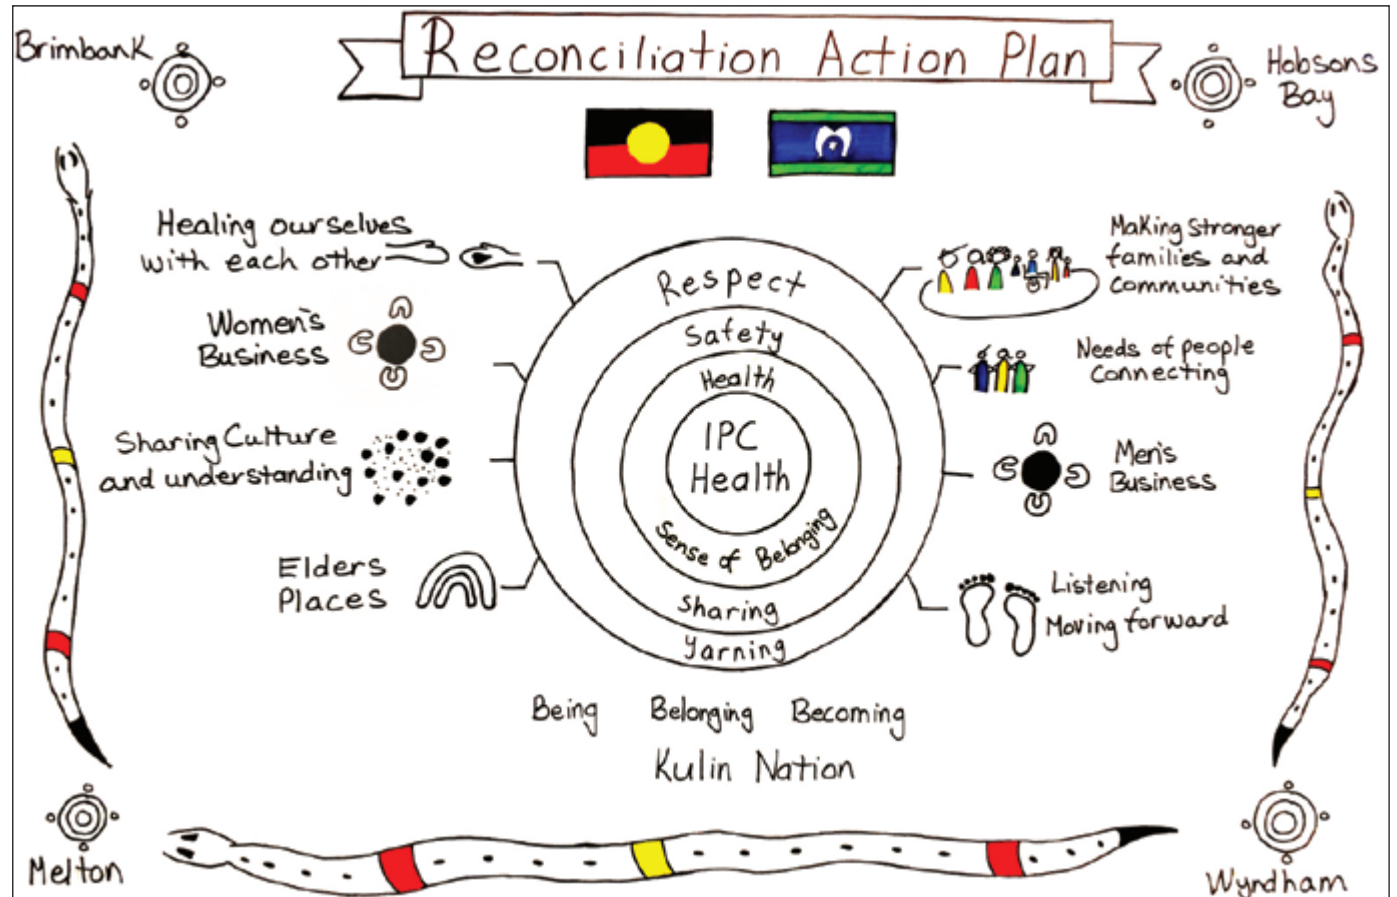 Reconciliation Action Plan
Brimbank
Hobsons
Bay
Healing ourselves
with each other
Women's
Business
Sharing Culture
and understanding
Elders
Places
Respect
Safety
Health
IPC
Health
Sense of Belonging
Sharing
Yarning
Making Stronger
families and
communities
Needs of people
Connecting
Men's
Business
Listening
Moving forward
Being Belonging Becoming
Kulin Nation
Melton
Wyndham